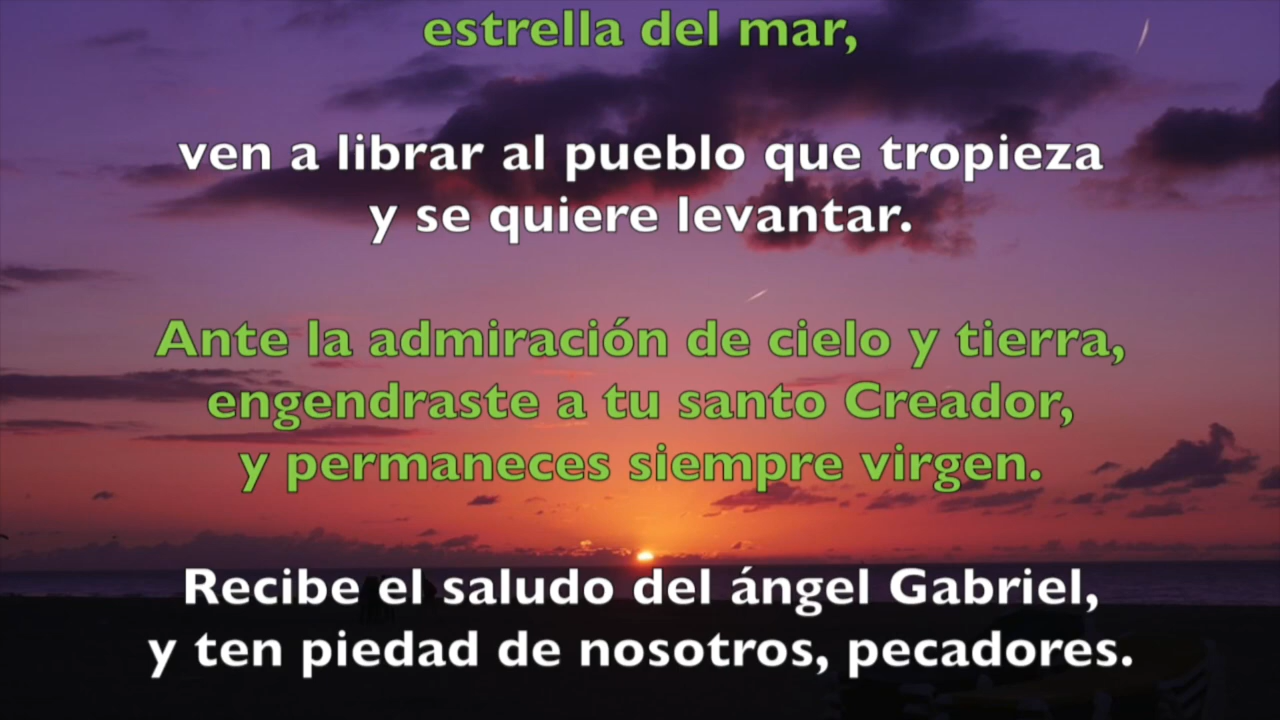 estrella del mar,
ven a librar al pueblo que tropieza
y se quiere levantar.
Ante la admiración de cielo y tierra,
engendraste a tu santo Creador,
y permaneces siempre virgen.
Recibe el saludo del ángel Gabriel,
y ten piedad de nosotros, pecadores.